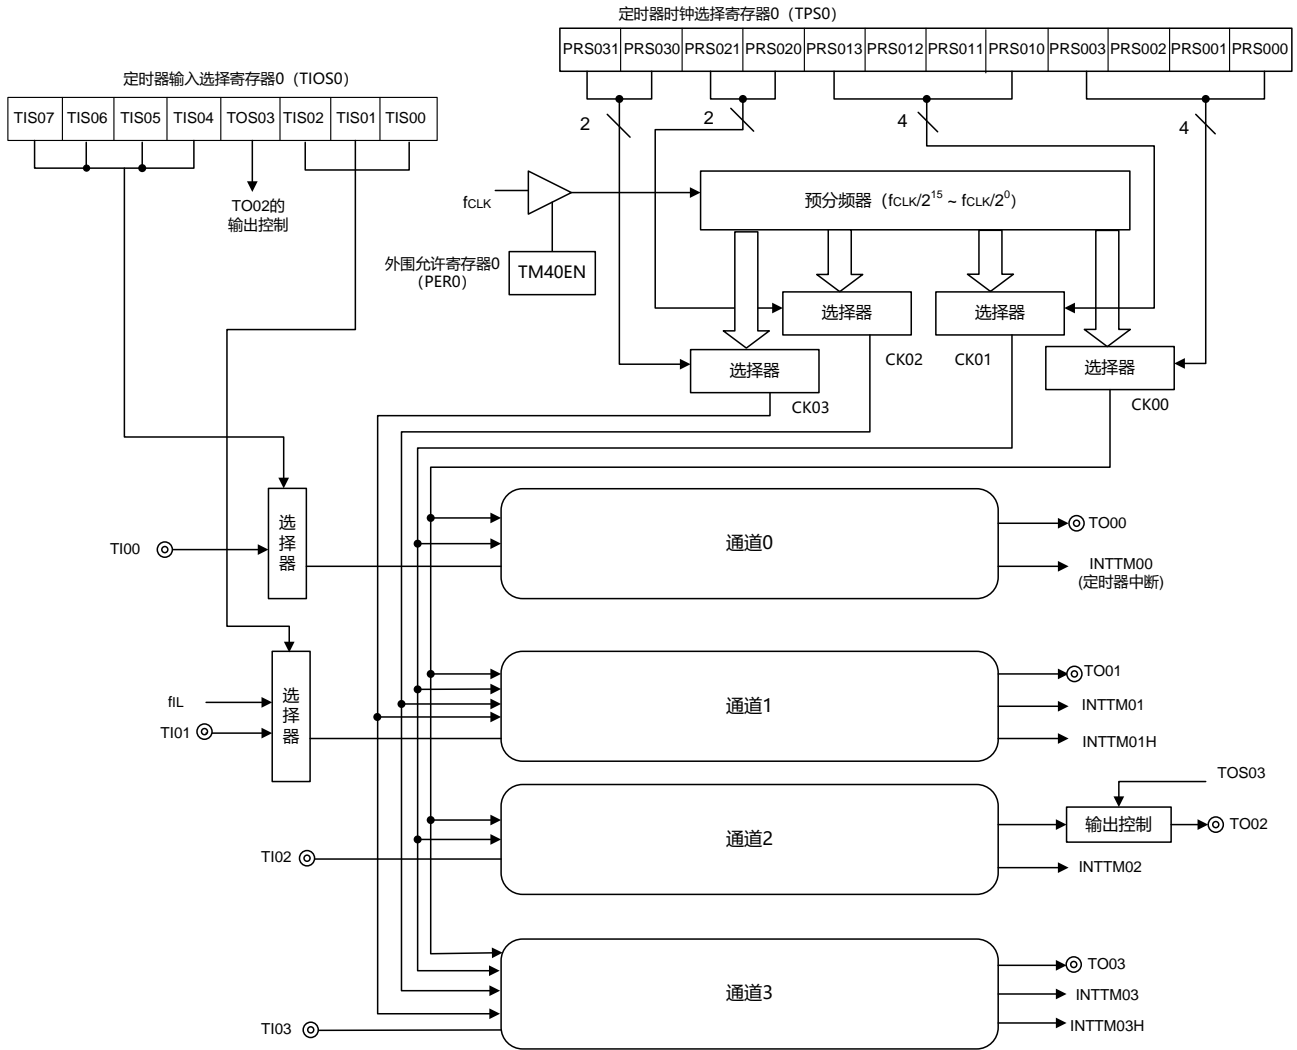 定时器时钟选择寄存器0（TPS0）
PRS031 PRS030 PRS021 PRS020 PRS013 PRS012 PRS011 PRS010 PRS003 PRS002 PRS001 PRS000
定时器输入选择寄存器0（TIOS0）
TIS07 TIS06 TIS05 TIS04 TOS03 TIS02 TIS01 TIS00
2
2
4
4
TO02的
输出控制
fCLK
预分频器（fCLK/2^15 ~ fCLK/2^0）
外围允许寄存器0
（PER0）
TM40EN
选择器
选择器
选择器
选择器
CK02
CK01
CK03
CK00
选择器
TI00
通道0
TO00
INTTM00
(定时器中断)
选择器
fIL
TI01
通道1
TO01
INTTM01
INTTM01H
TOS03
通道2
输出控制
TO02
TI02
INTTM02
通道3
TO03
INTTM03
TI03
INTTM03H